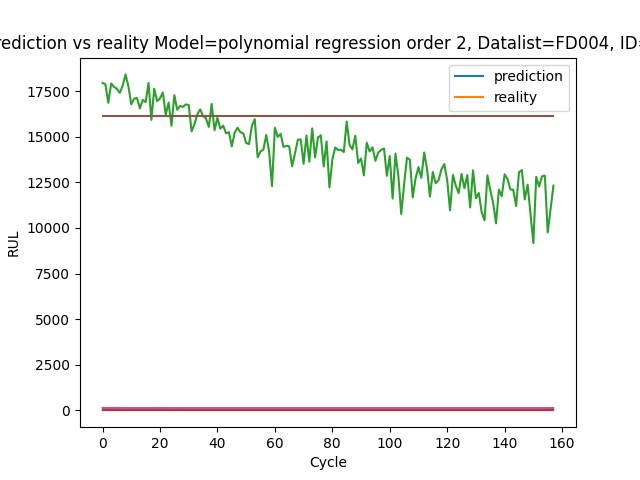 rediction vs reality Model=polynomial regression order 2, Datalist=FD004, ID=
prediction
reality
17500
15000
12500
10000
7500
5000
2500
0
RUL
0 20 40 60 80 100 120 140 160
Cycle